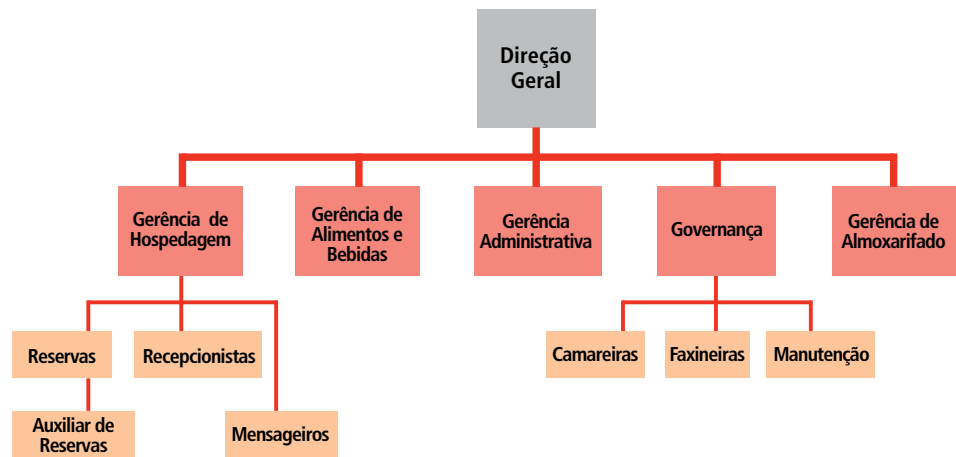 Direção
Geral
Gerência de
Hospedagem
Gerência de
Alimentos e
Bebidas
Gerência
Administrativa
Governança
Gerência de
Almoxarifado
Reservas
Recepcionistas
Camareiras
Faxineiras
Manutenção
Auxiliar de
Reservas
Mensageiros